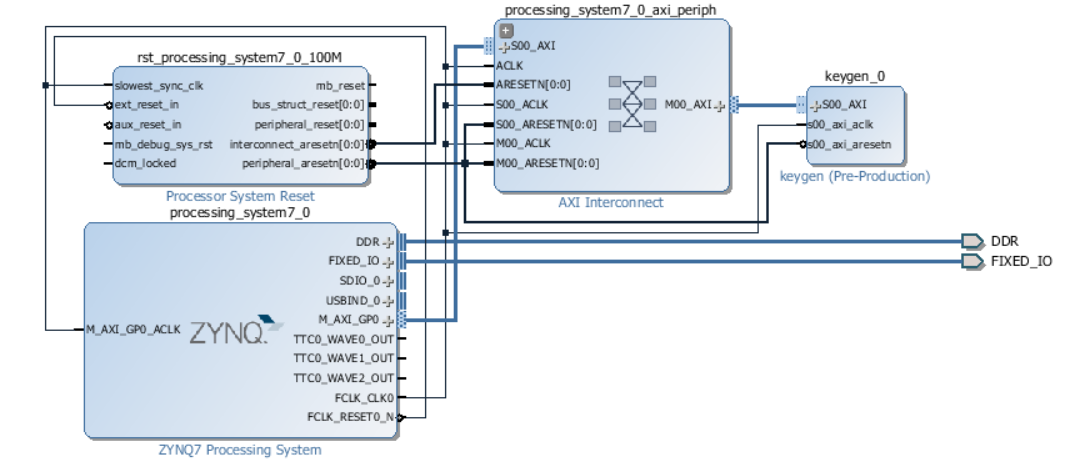 processing_system7_0_axi_periph
S00_AXI
ACLK
ARESETN[0:0]
S00_ACLK
S00_ARESETN[0:0]
M00_ACLK
M00_ARESETN[0:0]
M00_AXI
AXI Interconnect
rst_processing_system7_0_100M
slowest_sync_clk
ext_reset_in
aux_reset_in
mb_debug_sys_rst
dcm_locked
mb_reset
bus_struct_reset[0:0]
peripheral_reset[0:0]
interconnect_aresetn[0:0]
peripheral_aresetn[0:0]
Processor System Reset
keygen_0
S00_AXI
s00_axi_aclk
s00_axi_aresetn
keygen (Pre-Production)
processing_system7_0
M_AXI_GP0_ACLK
ZYNQ.
DDR
FIXED_IO
SDIO_0
USBIND_0
M_AXI_GP0
TTC0_WAVE0_OUT
TTC0_WAVE1_OUT
TTC0_WAVE2_OUT
FCLK_CLK0
FCLK_RESET0_N
ZYNQ7 Processing System
DDR
FIXED_IO